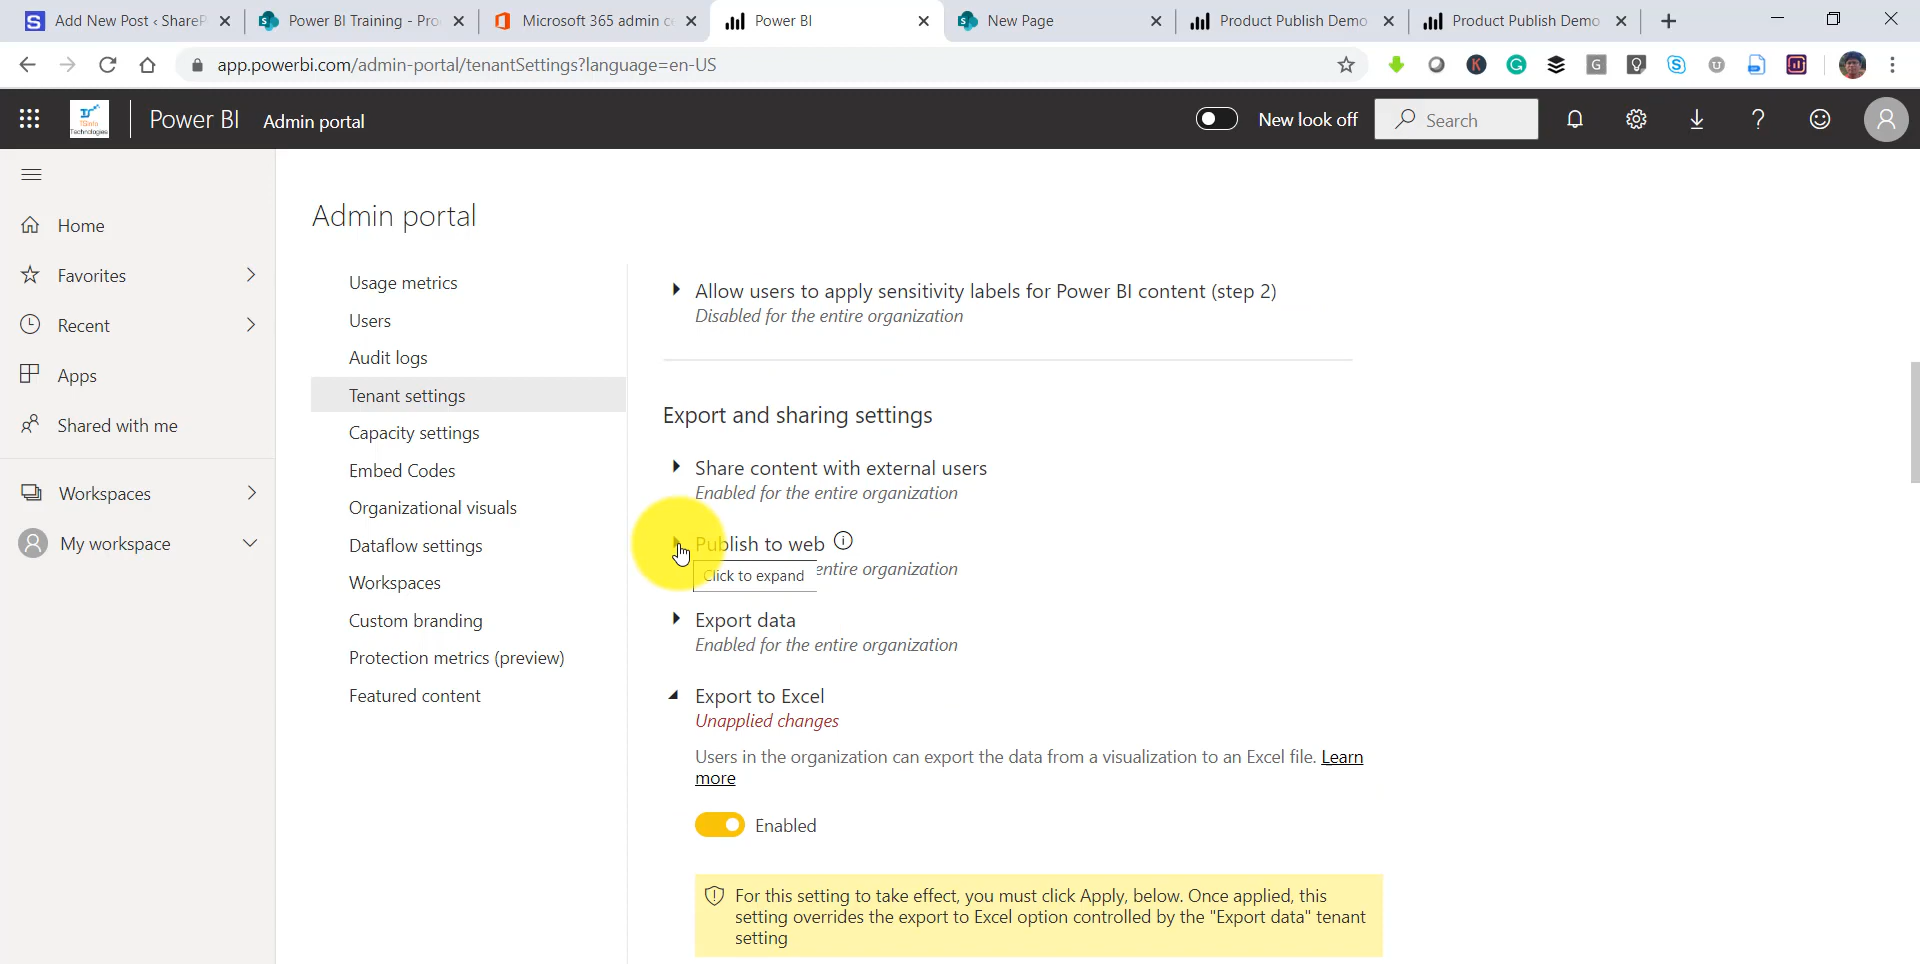 Add New Post ‹ ShareP
Power BI Training - Pro
Microsoft 365 admin ce
Power BI
New Page
Product Publish Demo
Product Publish Demo
app.powerbi.com/admin-portal/tenantSettings?language=en-US
Power BI
Admin portal
New look off
Search
Home
Favorites
Recent
Apps
Shared with me
Workspaces
My workspace
Admin portal
Usage metrics
Users
Audit logs
Tenant settings
Capacity settings
Embed Codes
Organizational visuals
Dataflow settings
Workspaces
Custom branding
Protection metrics (preview)
Featured content
Allow users to apply sensitivity labels for Power BI content (step 2)
Disabled for the entire organization
Export and sharing settings
Share content with external users
Enabled for the entire organization
Publish to web
entire organization
Click to expand
Export data
Enabled for the entire organization
Export to Excel
Unapplied changes
Users in the organization can export the data from a visualization to an Excel file. Learn
more
Enabled
For this setting to take effect, you must click Apply, below. Once applied, this
setting overrides the export to Excel option controlled by the "Export data" tenant
setting